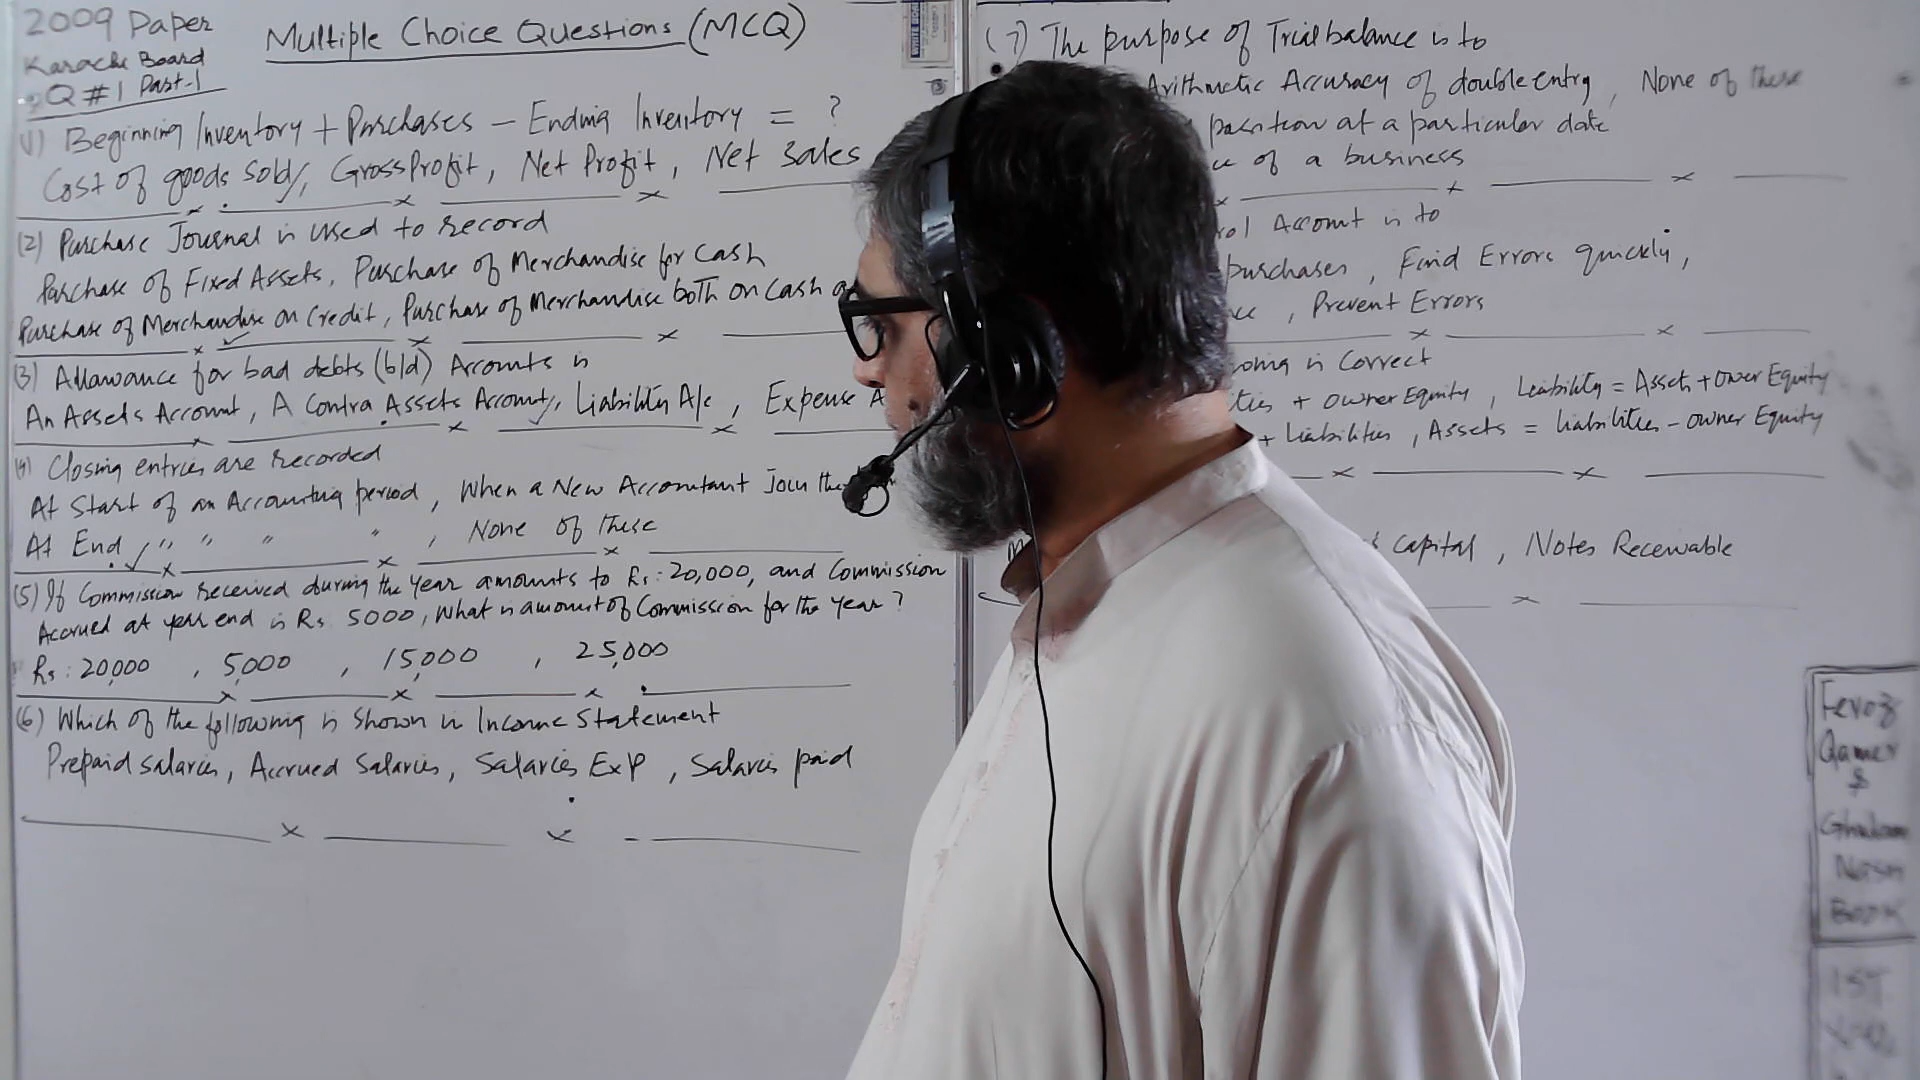 2009 Paper
Karachi Board
Q #1 Part-1
Multiple Choice Questions (MCQ)
(1) Beginning Inventory + Purchases - Ending Inventory = ?
Cost of goods sold, Gross Profit, Net Profit, Net Sales
(2) Purchase Journal is used to record
Purchase of Fixed Assets, Purchase of Merchandise for Cash
Purchase of Merchandise on Credit, Purchase of Merchandise both on Cash
(3) Allowance for bad debts (b/d) Accounts is
An Assets Account, A Contra Assets Account, Liability A/c, Expense A
(4) Closing entries are recorded
At Start of an Accounting period, When a New Accountant Join the
At End " " " ", None of these
(5) If Commission received during the Year amounts to Rs: 20,000, and Commission
Accrued at year end is Rs 5000, What is amount of Commission for the Year?
Rs: 20,000, 5,000, 15,000, 25,000
(6) Which of the following is Shown in Income Statement
Prepaid Salaries, Accrued Salaries, Salaries Exp, Salaries paid
(7) The purpose of Trial balance is to
Arithmetic Accuracy of double entry, None of these
position at a particular date
of a business
Account is to
purchases, Find Errors quickly,
, Prevent Errors
is Correct
+ owner Equity, Liability = Assets + owner Equity
+ Liabilities, Assets = Liabilities - owner Equity
Capital, Notes Receivable
Feroz
Qamer
&
Ghulam
BOOK
1ST